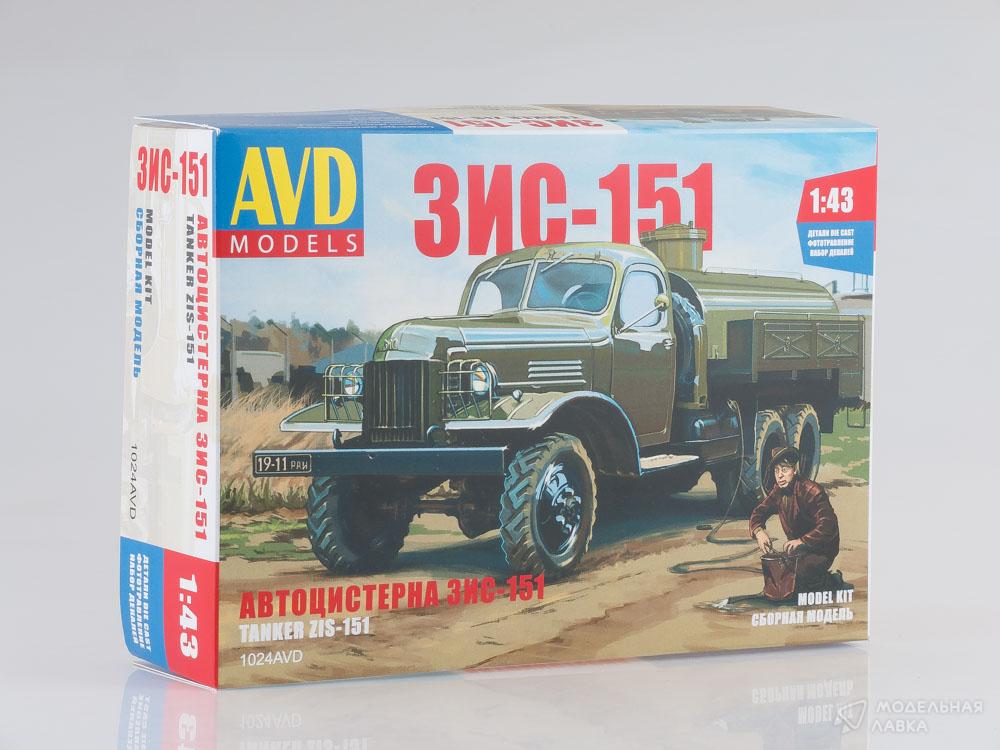 ЗИС-151
АВТОЦИСТЕРНА ЗИС-151
TANKER ZIS-151
MODEL KIT
СБОРНАЯ МОДЕЛЬ
1024AVD
1:43
ДЕТАЛИ DIE CAST
ФОТОТРАВЛЕНИЕ
НАБОР ДЕКАЛЕЙ
ЗИС-151
AVD
MODELS
ЗИС-151
1:43
ДЕТАЛИ DIE CAST
ФОТОТРАВЛЕНИЕ
НАБОР ДЕКАЛЕЙ
ЗИС
19-11 РАИ
АВТОЦИСТЕРНА ЗИС-151
TANKER ZIS-151
1024AVD
MODEL KIT
СБОРНАЯ МОДЕЛЬ
МОДЕЛЬНАЯ
ЛАВКА